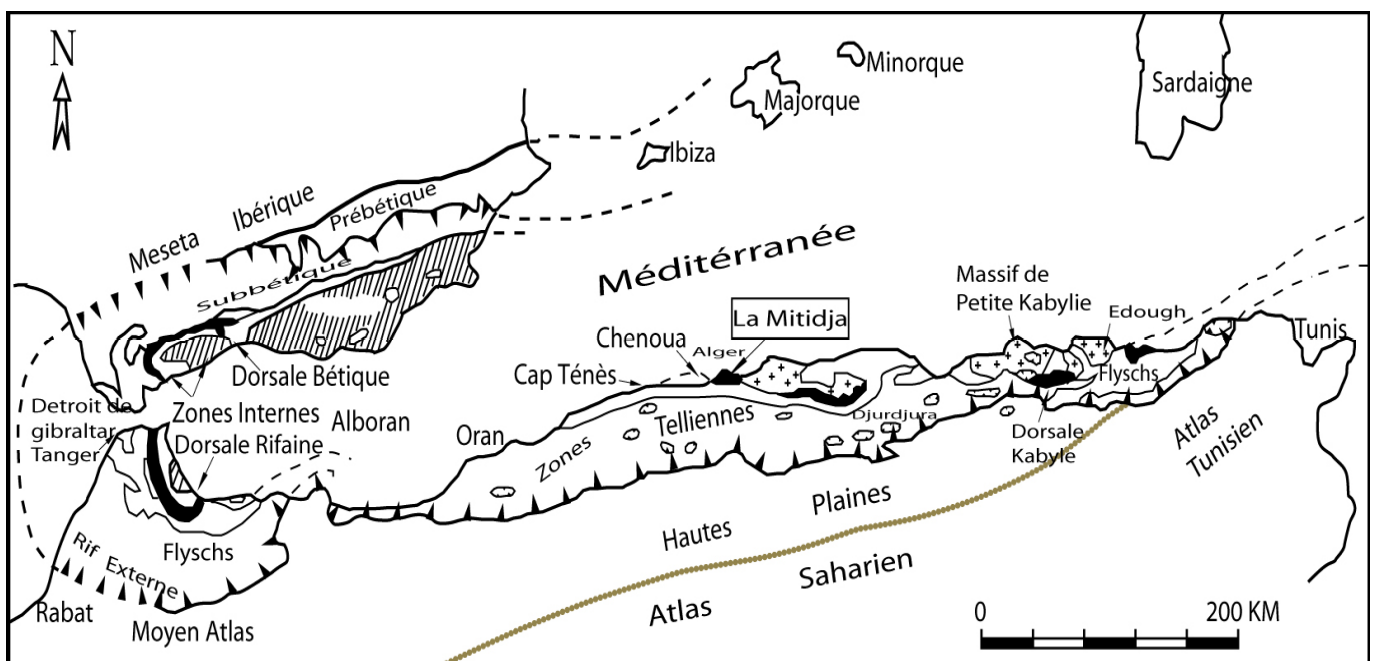 N
Minorque
Majorque
Sardaigne
Ibiza
Meseta Ibérique
Prébétique
Subbétique
Méditérranée
Massif de
Petite Kabylie
Edough
La Mitidja
Chenoua
Alger
Tunis
Cap Ténès
Flyschs
Dorsale Bétique
Detroit de
gibraltar
Tanger
Zones Internes
Alboran
Dorsale Rifaine
Oran
Zones Telliennes
Djurdjura
Dorsale
Kabyle
Atlas
Tunisien
Hautes Plaines
Flyschs
Rif Externe
Atlas Saharien
Rabat
Moyen Atlas
0 200 KM